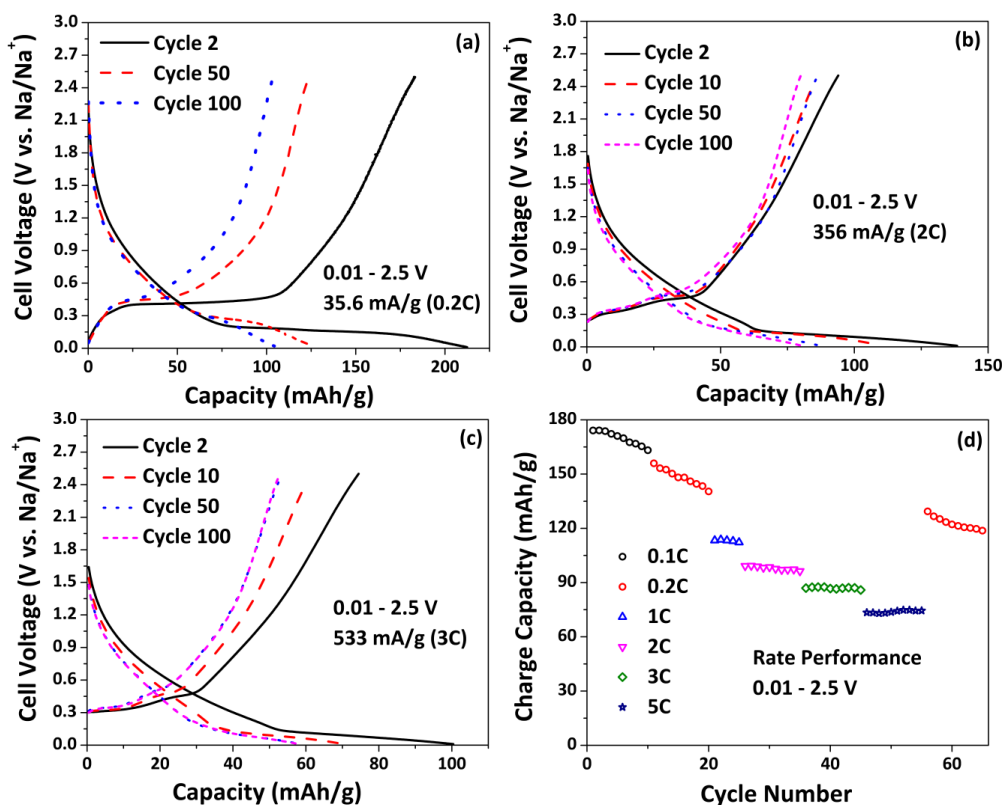 (a)
Cycle 2
Cycle 50
Cycle 100
0.01 - 2.5 V
35.6 mA/g (0.2C)
Cell Voltage (V vs. Na/Na⁺)
3.0
2.7
2.4
2.1
1.8
1.5
1.2
0.9
0.6
0.3
0.0
0 50 100 150 200
Capacity (mAh/g)
(b)
Cycle 2
Cycle 10
Cycle 50
Cycle 100
0.01 - 2.5 V
356 mA/g (2C)
Cell Voltage (V vs. Na/Na⁺)
3.0
2.7
2.4
2.1
1.8
1.5
1.2
0.9
0.6
0.3
0.0
0 50 100 150
Capacity (mAh/g)
(c)
Cycle 2
Cycle 10
Cycle 50
Cycle 100
0.01 - 2.5 V
533 mA/g (3C)
Cell Voltage (V vs. Na/Na⁺)
3.0
2.7
2.4
2.1
1.8
1.5
1.2
0.9
0.6
0.3
0.0
0 20 40 60 80 100
Capacity (mAh/g)
(d)
0.1C
0.2C
1C
2C
3C
5C
Rate Performance
0.01 - 2.5 V
Charge Capacity (mAh/g)
180
150
120
90
60
30
0
0 20 40 60
Cycle Number